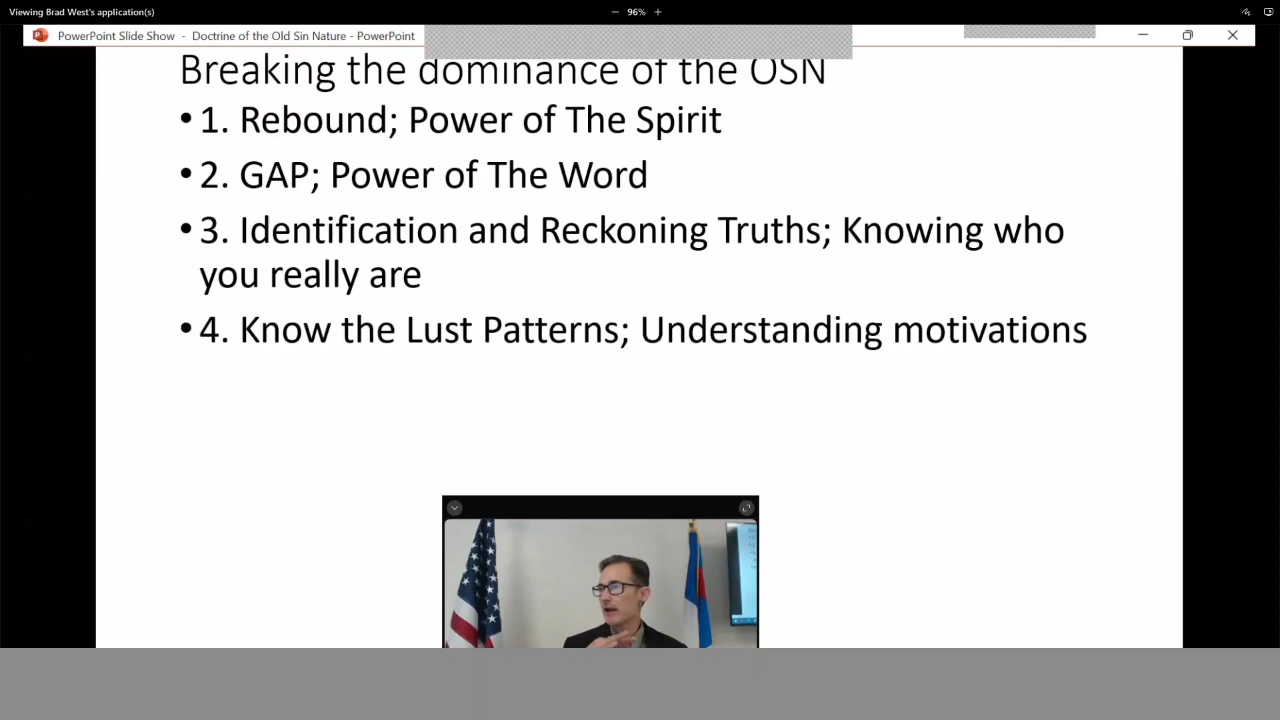 Viewing Brad West's application(s)
96%
PowerPoint Slide Show - Doctrine of the Old Sin Nature - PowerPoint
Breaking the dominance of the OSN
• 1. Rebound; Power of The Spirit
• 2. GAP; Power of The Word
• 3. Identification and Reckoning Truths; Knowing who
you really are
• 4. Know the Lust Patterns; Understanding motivations